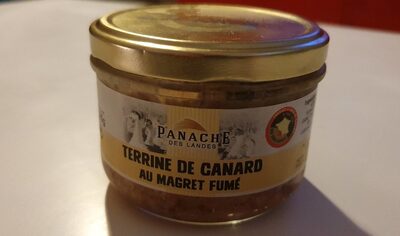 PANACHE
DES LANDES
TERRINE DE CANARD
AU MAGRET FUMÉ